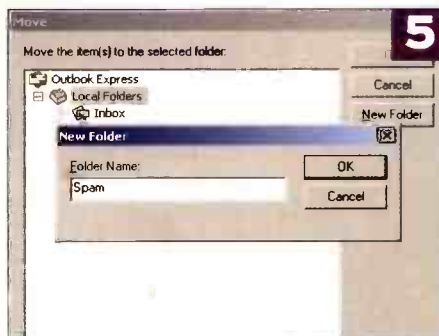 Move
5
Move the item(s) to the selected folder:
Outlook Express
Cancel
Local Folders
Inbox
New Folder
New Folder
Folder Name:
OK
Spam
Cancel